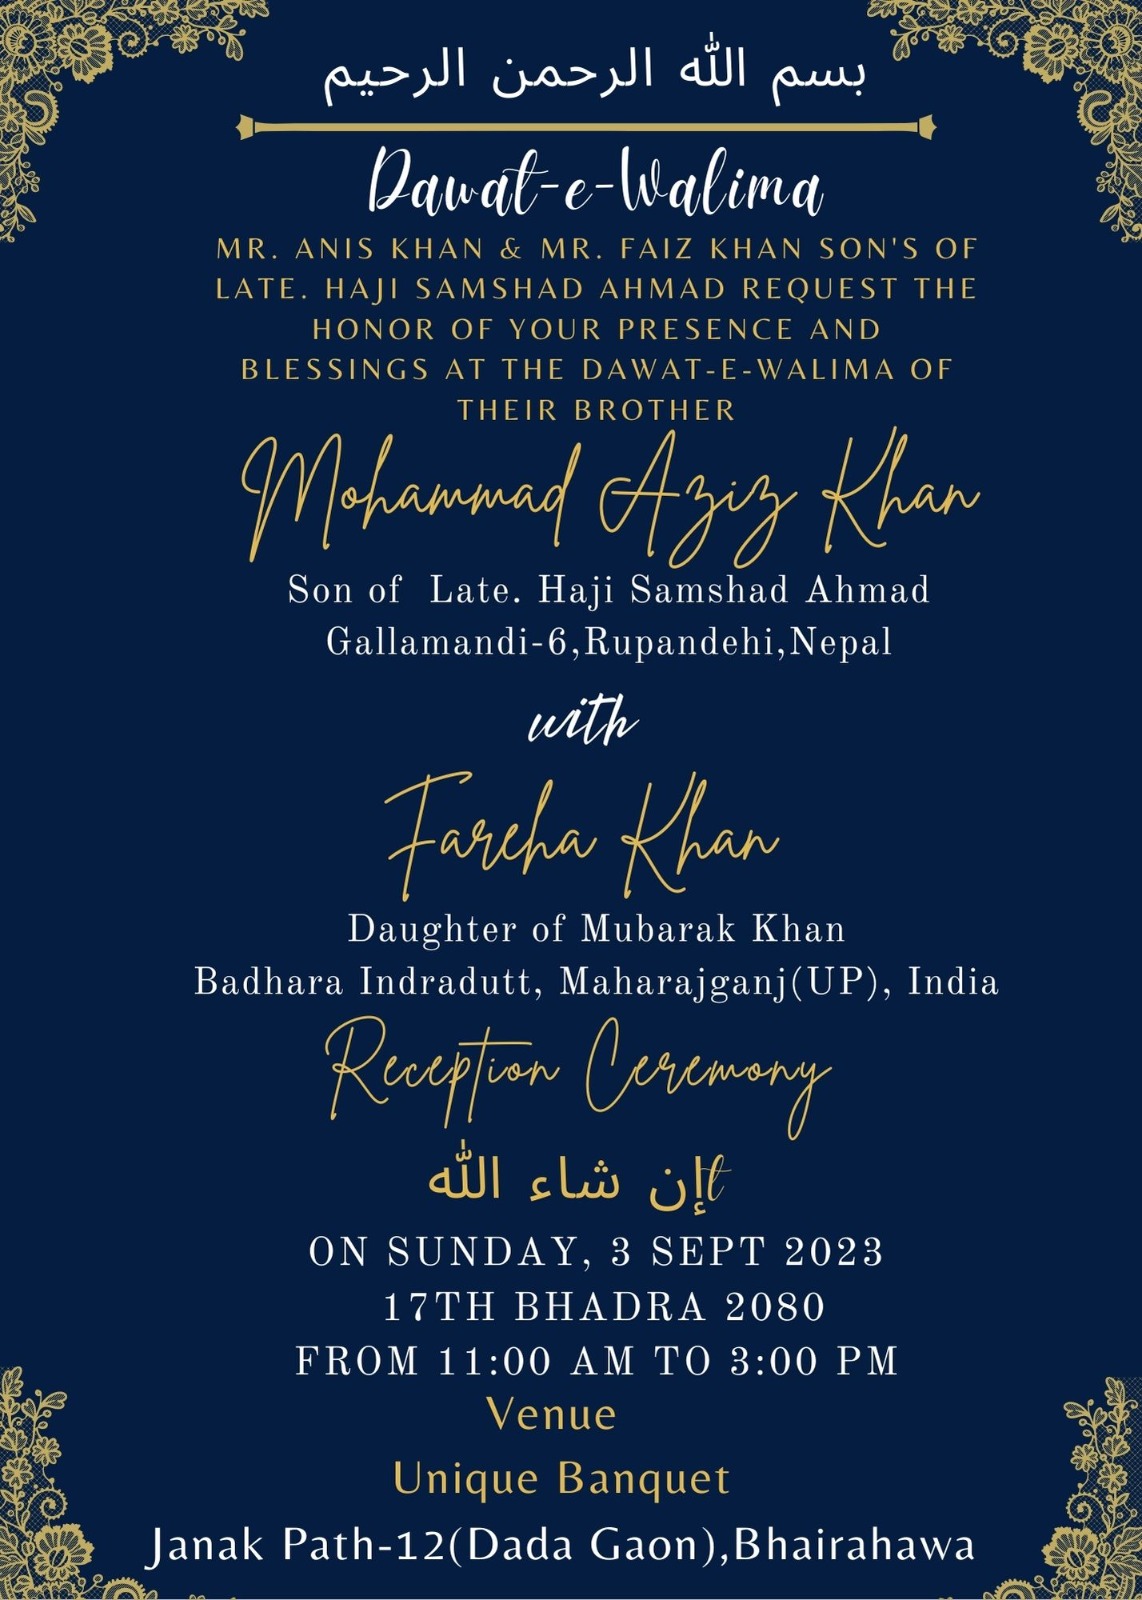 بسم الله الرحمن الرحيم
Dawat-e-Walima
MR. ANIS KHAN & MR. FAIZ KHAN SON'S OF
LATE. HAJI SAMSHAD AHMAD REQUEST THE
HONOR OF YOUR PRESENCE AND
BLESSINGS AT THE DAWAT-E-WALIMA OF
THEIR BROTHER
Mohammad Aziz Khan
Son of Late. Haji Samshad Ahmad
Gallamandi-6,Rupandehi,Nepal
with
Fareha Khan
Daughter of Mubarak Khan
Badhara Indradutt, Maharajganj(UP), India
Reception Ceremony
إن شاء اللهt
ON SUNDAY, 3 SEPT 2023
17TH BHADRA 2080
FROM 11:00 AM TO 3:00 PM
Venue
Unique Banquet
Janak Path-12(Dada Gaon),Bhairahawa